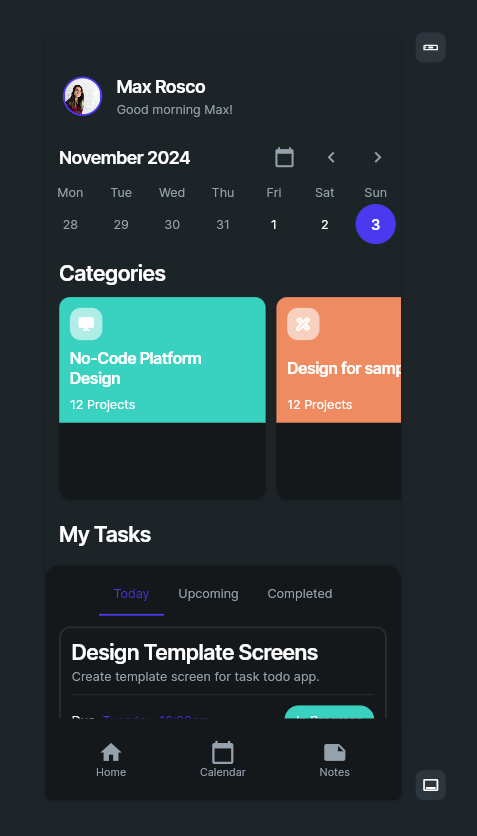 Max Rosco
Good morning Max!
November 2024
Mon Tue Wed Thu Fri Sat Sun
28 29 30 31 1 2 3
Categories
No-Code Platform
Design
12 Projects
Design for samp
12 Projects
My Tasks
Today Upcoming Completed
Design Template Screens
Create template screen for task todo app.
Home Calendar Notes